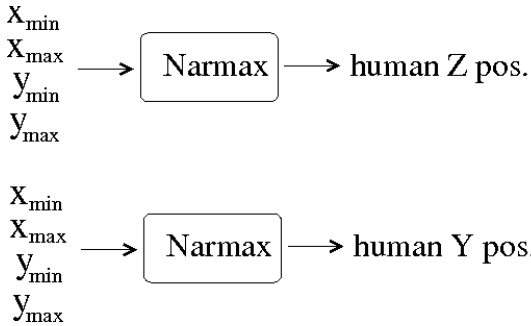 x_min
x_max
y_min
y_max
Narmax
human Z pos.
x_min
x_max
y_min
y_max
Narmax
human Y pos.